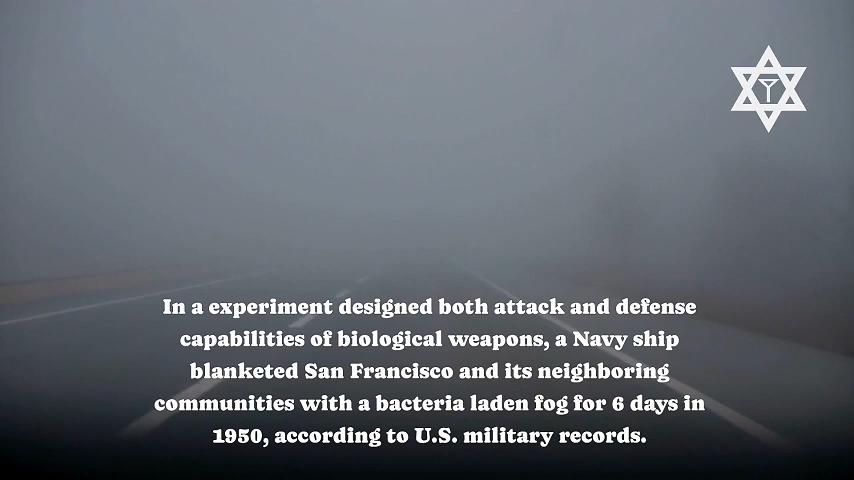 In a experiment designed both attack and defense
capabilities of biological weapons, a Navy ship
blanketed San Francisco and its neighboring
communities with a bacteria laden fog for 6 days in
1950, according to U.S. military records.